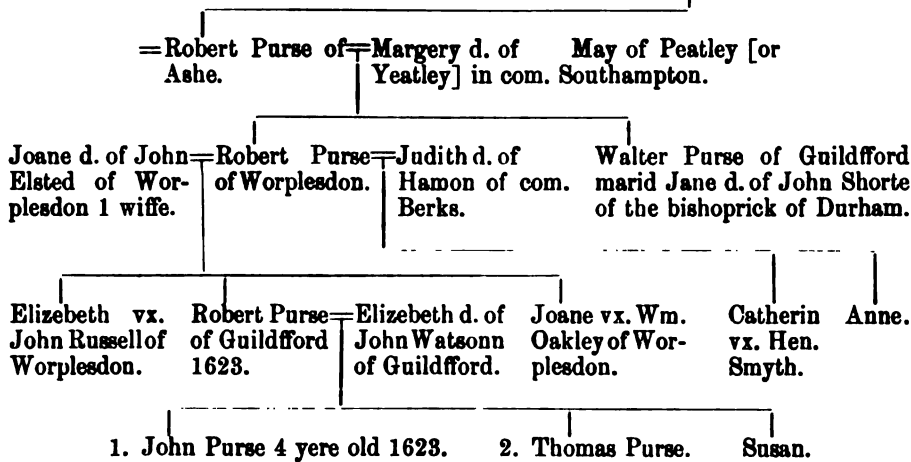 =Robert Purse of=Margery d. of May of Peatley [or
Ashe. Yeatley] in com. Southampton.
Joane d. of John=Robert Purse=Judith d. of Walter Purse of Guildfford
Elsted of Wor- of Worplesdon. Hamon of com. marid Jane d. of John Shorte
plesdon 1 wiffe. Berks. of the bishoprick of Durham.
Elizebeth vx. Robert Purse=Elizebeth d. of Joane vx. Wm. Catherin Anne.
John Russell of of Guildfford John Watsonn Oakley of Wor- vx. Hen.
Worplesdon. 1623. of Guildfford. plesdon. Smyth.
1. John Purse 4 yere old 1623. 2. Thomas Purse. Susan.